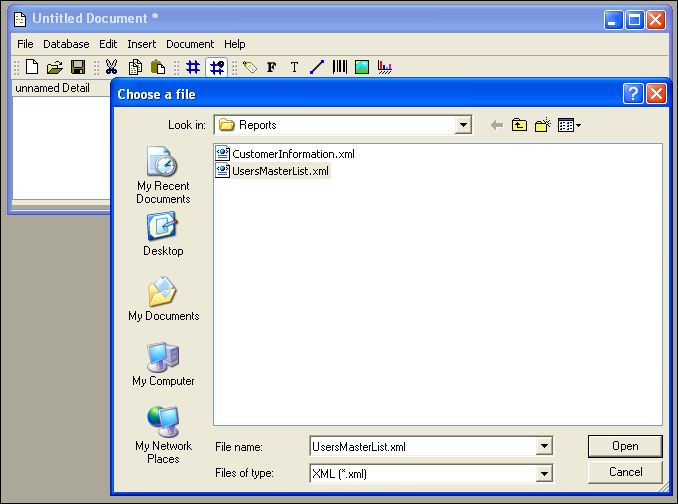 Untitled Document *
File Database Edit Insert Document Help
F T
unnamed Detail
Choose a file
?
Look in: Reports
CustomerInformation.xml
UsersMasterList.xml
My Recent
Documents
Desktop
My Documents
My Computer
My Network
Places
File name: UsersMasterList.xml Open
Files of type: XML (*.xml) Cancel